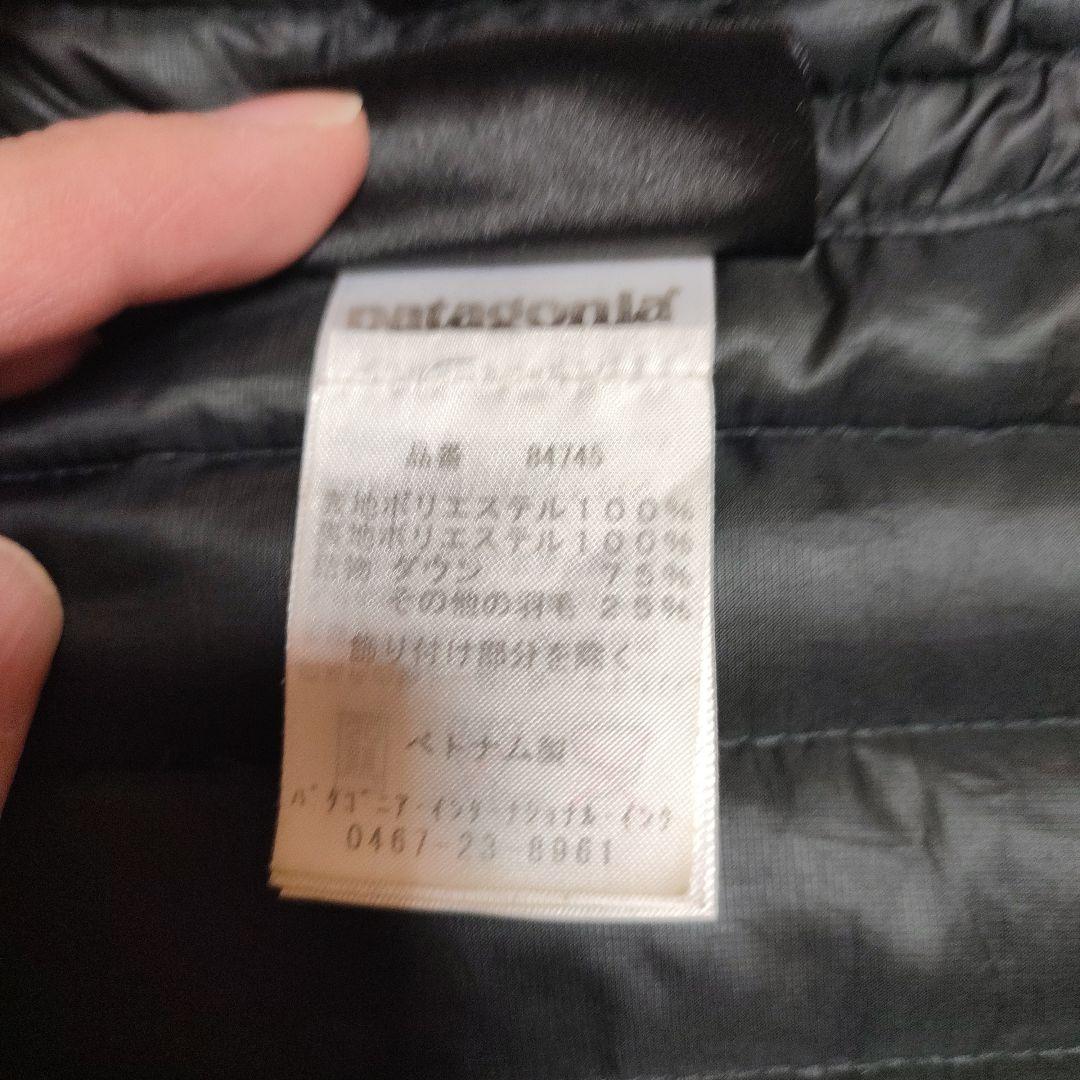 patagonia
品番 84745
表地ポリエステル100%
裏地ポリエステル100%
詰物 ダウン 75%
その他の羽毛 25%
飾り付け部分を除く
ベトナム製
パタゴニア・インターナショナル・インク
0467-23-8961